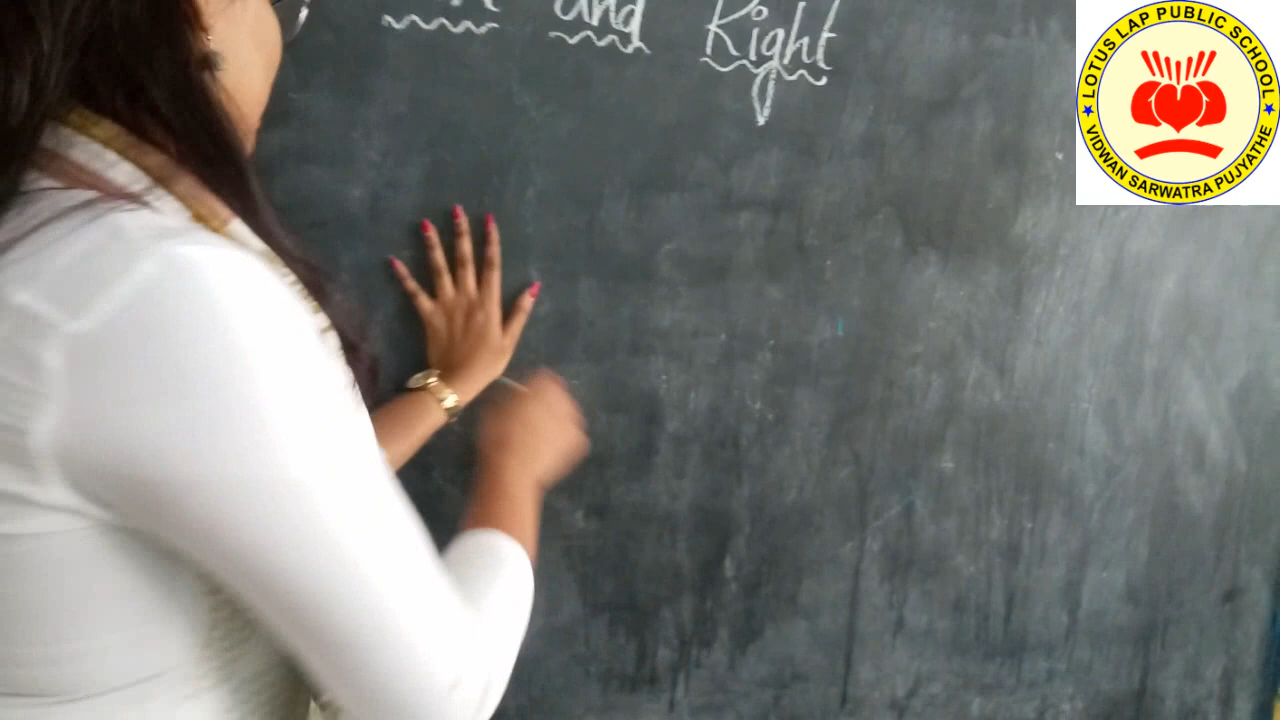 and Right
LOTUS LAP PUBLIC SCHOOL
VIDWAN SARWATRA PUJYATHE